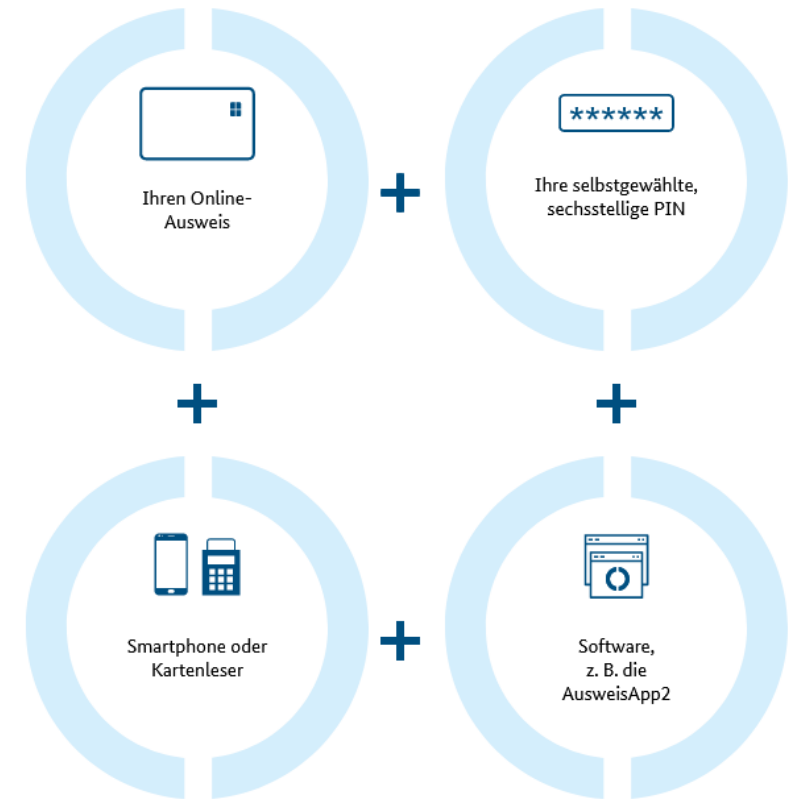 Ihren Online-
Ausweis
******
Ihre selbstgewählte,
sechsstellige PIN
Smartphone oder
Kartenleser
Software,
z. B. die
AusweisApp2